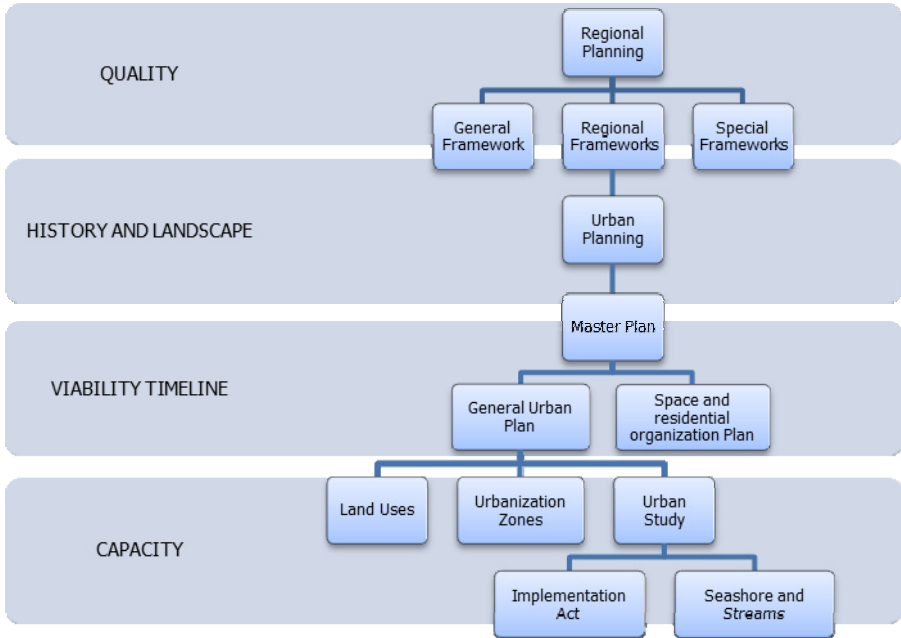 Regional
Planning
QUALITY
General
Framework
Regional
Frameworks
Special
Frameworks
HISTORY AND LANDSCAPE
Urban
Planning
Master Plan
VIABILITY TIMELINE
General Urban
Plan
Space and
residential
organization Plan
Land Uses
Urbanization
Zones
Urban
Study
CAPACITY
Implementation
Act
Seashore and
Streams